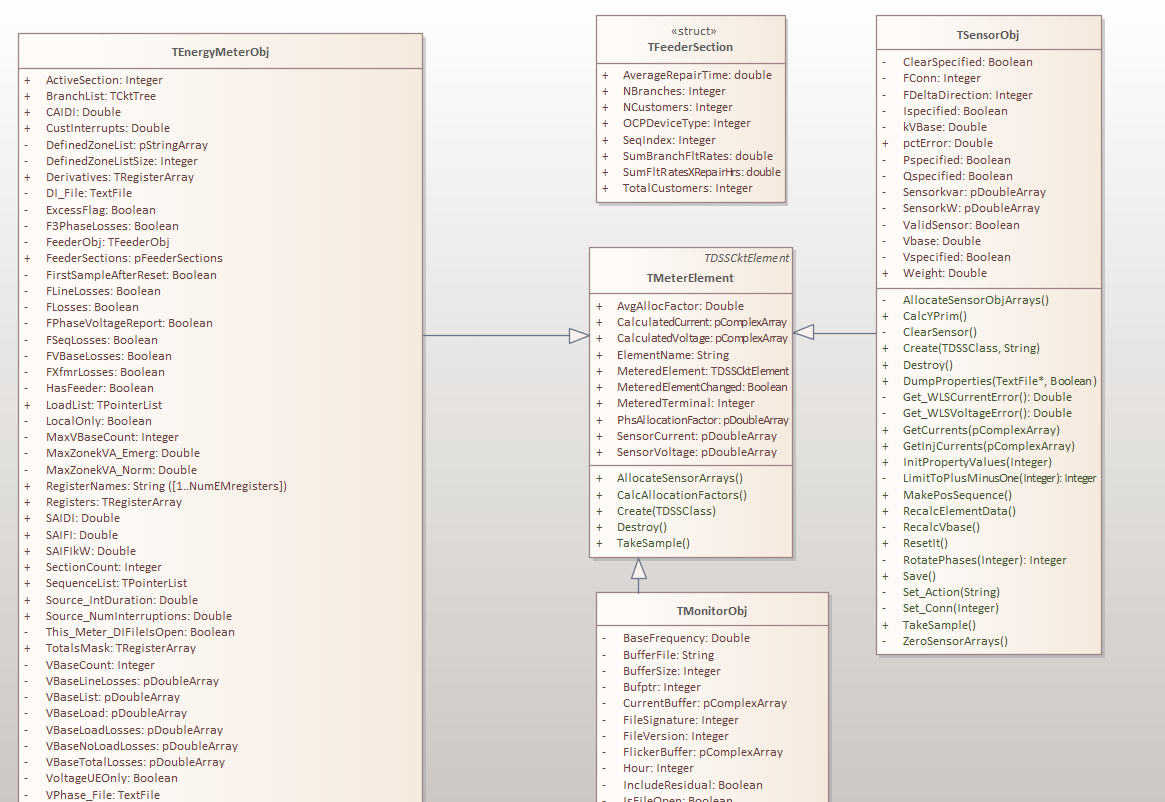 TEnergyMeterObj
+ ActiveSection: Integer
+ BranchList: TCktTree
+ CAIDI: Double
+ CustInterrupts: Double
- DefinedZoneList: pStringArray
- DefinedZoneListSize: Integer
+ Derivatives: TRegisterArray
- DI_File: TextFile
- ExcessFlag: Boolean
- F3PhaseLosses: Boolean
- FeederObj: TFeederObj
+ FeederSections: pFeederSections
- FirstSampleAfterReset: Boolean
- FLineLosses: Boolean
- FLosses: Boolean
- FPhaseVoltageReport: Boolean
- FSeqLosses: Boolean
- FVBaseLosses: Boolean
- FXfmrLosses: Boolean
- HasFeeder: Boolean
+ LoadList: TPointerList
- LocalOnly: Boolean
- MaxVBaseCount: Integer
- MaxZonekVA_Emerg: Double
- MaxZonekVA_Norm: Double
+ RegisterNames: String ([1..NumEMregisters])
+ Registers: TRegisterArray
+ SAIDI: Double
+ SAIFI: Double
+ SAIFIkW: Double
+ SectionCount: Integer
+ SequenceList: TPointerList
+ Source_IntDuration: Double
+ Source_NumInterruptions: Double
- This_Meter_DIFileIsOpen: Boolean
+ TotalsMask: TRegisterArray
- VBaseCount: Integer
- VBaseLineLosses: pDoubleArray
- VBaseList: pDoubleArray
- VBaseLoad: pDoubleArray
- VBaseLoadLosses: pDoubleArray
- VBaseNoLoadLosses: pDoubleArray
- VBaseTotalLosses: pDoubleArray
- VoltageUEOnly: Boolean
- VPhase_File: TextFile
«struct»
TFeederSection
+ AverageRepairTime: double
+ NBranches: Integer
+ NCustomers: Integer
+ OCPDeviceType: Integer
+ SeqIndex: Integer
+ SumBranchFltRates: double
+ SumFltRatesXRepairHrs: double
+ TotalCustomers: Integer
TDSSCktElement
TMeterElement
+ AvgAllocFactor: Double
+ CalculatedCurrent: pComplexArray
+ CalculatedVoltage: pComplexArray
+ ElementName: String
+ MeteredElement: TDSSCktElement
+ MeteredElementChanged: Boolean
+ MeteredTerminal: Integer
+ PhsAllocationFactor: pDoubleArray
+ SensorCurrent: pDoubleArray
+ SensorVoltage: pDoubleArray
+ AllocateSensorArrays()
+ CalcAllocationFactors()
+ Create(TDSSClass)
+ Destroy()
+ TakeSample()
TMonitorObj
- BaseFrequency: Double
- BufferFile: String
- BufferSize: Integer
- Bufptr: Integer
- CurrentBuffer: pComplexArray
- FileSignature: Integer
- FileVersion: Integer
- FlickerBuffer: pComplexArray
- Hour: Integer
- IncludeResidual: Boolean
- IsFileOpen: Boolean
TSensorObj
- ClearSpecified: Boolean
- FConn: Integer
- FDeltaDirection: Integer
- Ispecified: Boolean
- kVBase: Double
+ pctError: Double
- Pspecified: Boolean
- Qspecified: Boolean
- Sensorkvar: pDoubleArray
- SensorkW: pDoubleArray
- ValidSensor: Boolean
- Vbase: Double
- Vspecified: Boolean
+ Weight: Double
- AllocateSensorObjArrays()
+ CalcYPrim()
- ClearSensor()
+ Create(TDSSClass, String)
+ Destroy()
+ DumpProperties(TextFile*, Boolean)
- Get_WLSCurrentError(): Double
- Get_WLSVoltageError(): Double
+ GetCurrents(pComplexArray)
+ GetInjCurrents(pComplexArray)
+ InitPropertyValues(Integer)
- LimitToPlusMinusOne(Integer): Integer
+ MakePosSequence()
+ RecalcElementData()
- RecalcVbase()
+ ResetIt()
- RotatePhases(Integer): Integer
+ Save()
- Set_Action(String)
- Set_Conn(Integer)
+ TakeSample()
- ZeroSensorArrays()